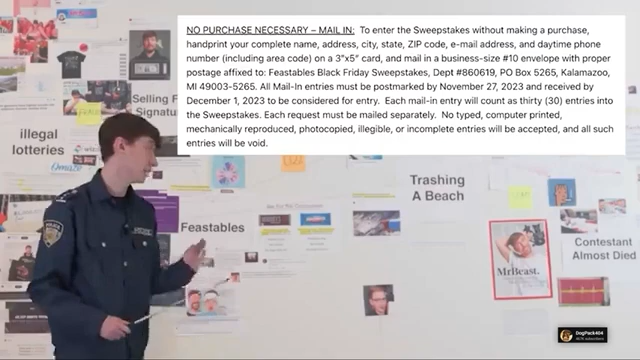 NO PURCHASE NECESSARY – MAIL IN: To enter the Sweepstakes without making a purchase,
handprint your complete name, address, city, state, ZIP code, e-mail address, and daytime phone
number (including area code) on a 3"x5" card, and mail in a business-size #10 envelope with proper
postage affixed to: Feastables Black Friday Sweepstakes, Dept #860619, PO Box 5265, Kalamazoo,
MI 49003-5265. All Mail-In entries must be postmarked by November 27, 2023 and received by
December 1, 2023 to be considered for entry. Each mail-in entry will count as thirty (30) entries into
the Sweepstakes. Each request must be mailed separately. No typed, computer printed,
mechanically reproduced, photocopied, illegible, or incomplete entries will be accepted, and all such
entries will be void.
Selling F
Signatu
illegal
lotteries
Trashing
A Beach
Feastables
MrBeast.
Contestant
Almost Died
POLICE
DogPack404